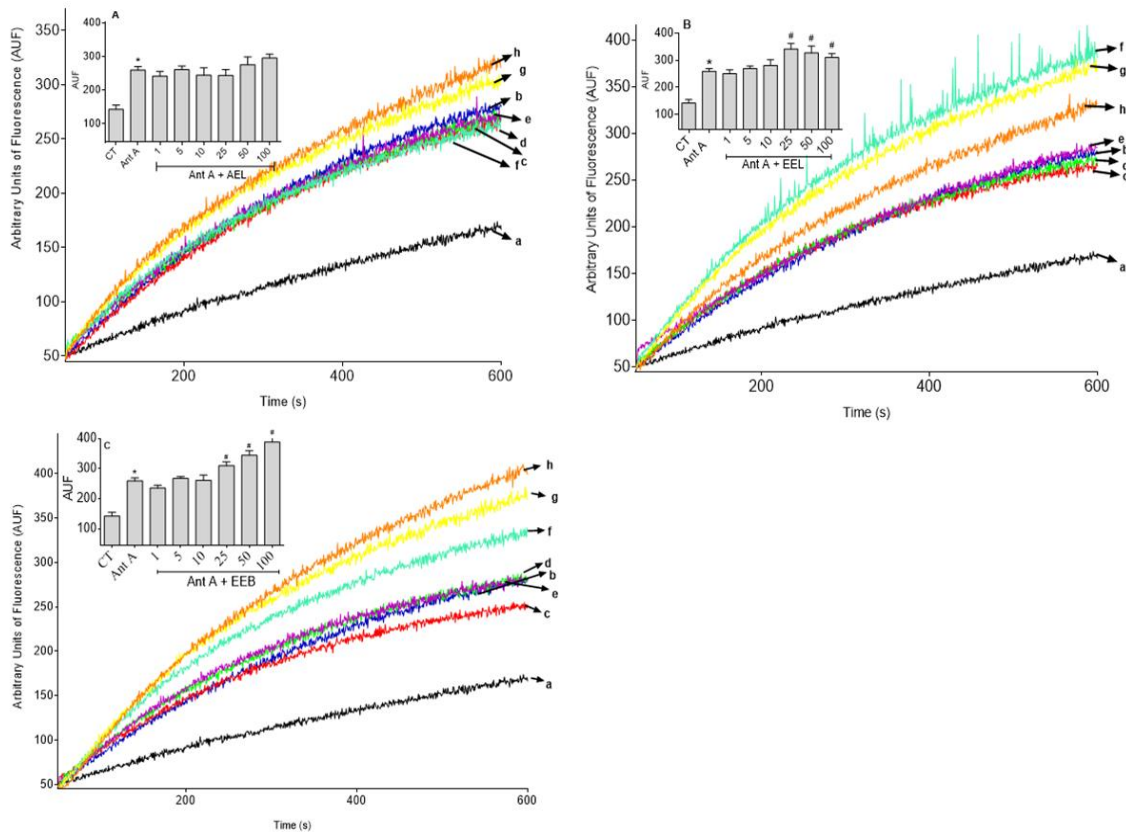 A
AUF
400
300
200
100
*
CT
Ant A
1
5
10
25
50
100
Ant A + AEL
Arbitrary Units of Fluorescence (AUF)
350
300
250
200
150
100
50
200
400
600
Time (s)
h
g
b
e
d
c
f
a
B
AUF
400
300
200
100
*
#
#
#
CT
Ant A
1
5
10
25
50
100
Ant A + EEL
Arbitrary Units of Fluorescence (AUF)
400
350
300
250
200
150
100
50
200
400
600
Time (s)
f
g
h
e
a
C
AUF
400
300
200
100
*
#
#
#
CT
Ant A
1
5
10
25
50
100
Ant A + EEB
Arbitrary Units of Fluorescence (AUF)
400
350
300
250
200
150
100
50
200
400
600
Time (s)
h
g
f
d
b
e
c
a